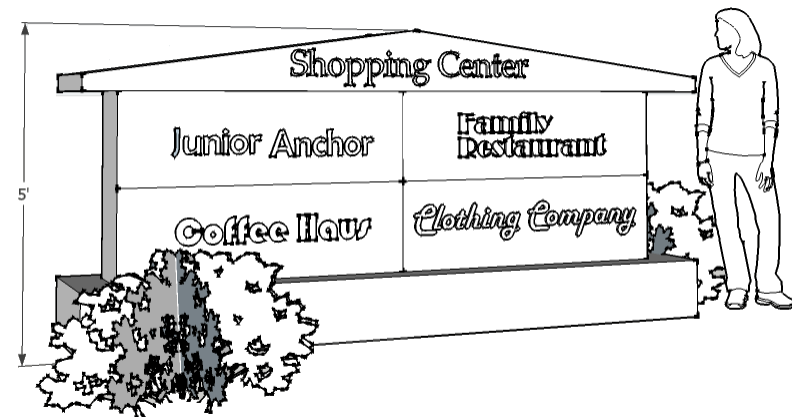 Shopping Center
Junior Anchor
Family
Restaurant
Coffee Haus
Clothing Company
5'